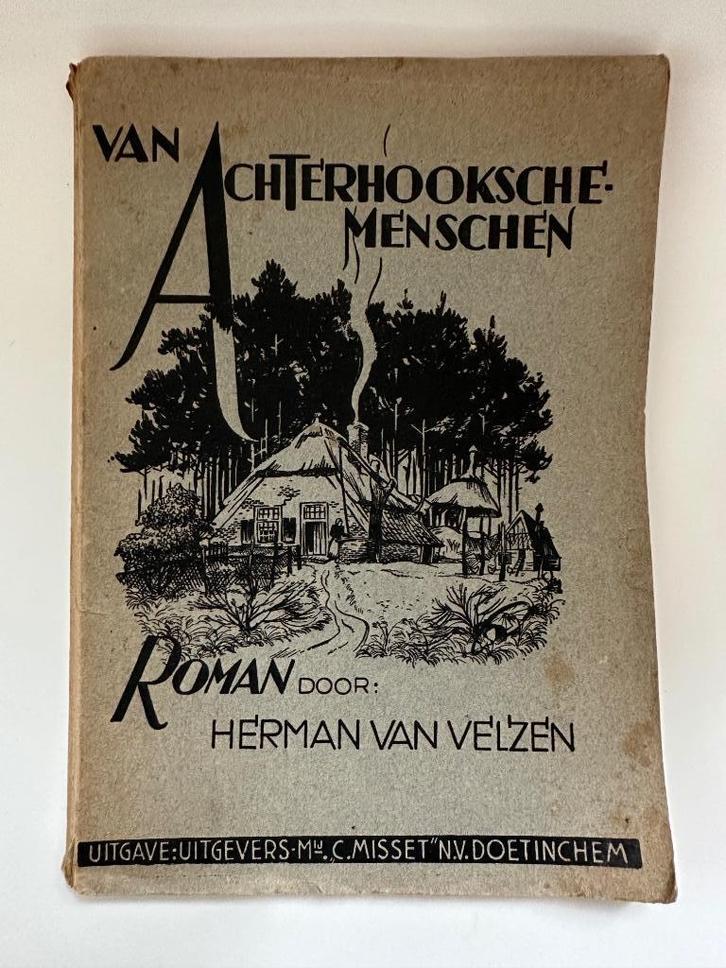 VAN
ACHTERHOOKSCHE-
MENSCHEN
ROMAN DOOR:
HERMAN VAN VELZEN
UITGAVE: UITGEVERS-Mij. „C. MISSET" N.V. DOETINCHEM